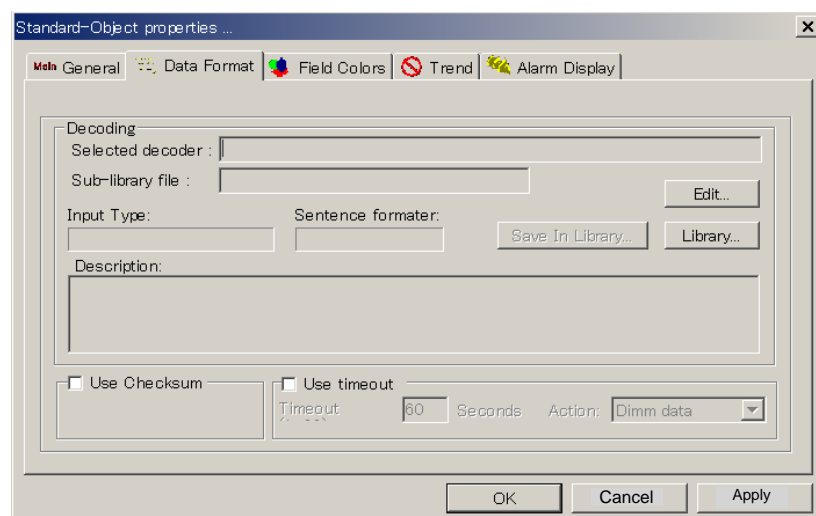 Standard-Object properties ...
Main General Data Format Field Colors Trend Alarm Display
Decoding
Selected decoder :
Sub-library file :
Edit...
Input Type: Sentence formater:
Save In Library... Library...
Description:
Use Checksum Use timeout
Timeout 60 Seconds Action: Dimm data
OK Cancel Apply